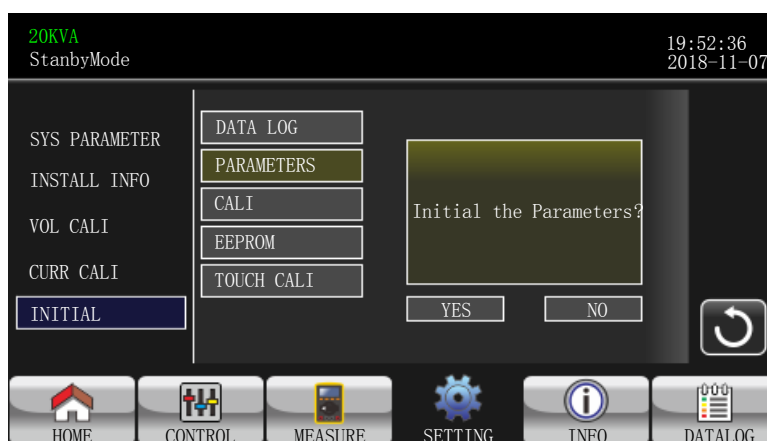 20KVA
StanbyMode
19:52:36
2018-11-07
SYS PARAMETER
INSTALL INFO
VOL CALI
CURR CALI
INITIAL
DATA LOG
PARAMETERS
CALI
EEPROM
TOUCH CALI
Initial the Parameters?
YES
NO
HOME
CONTROL
MEASURE
SETTING
INFO
DATALOG